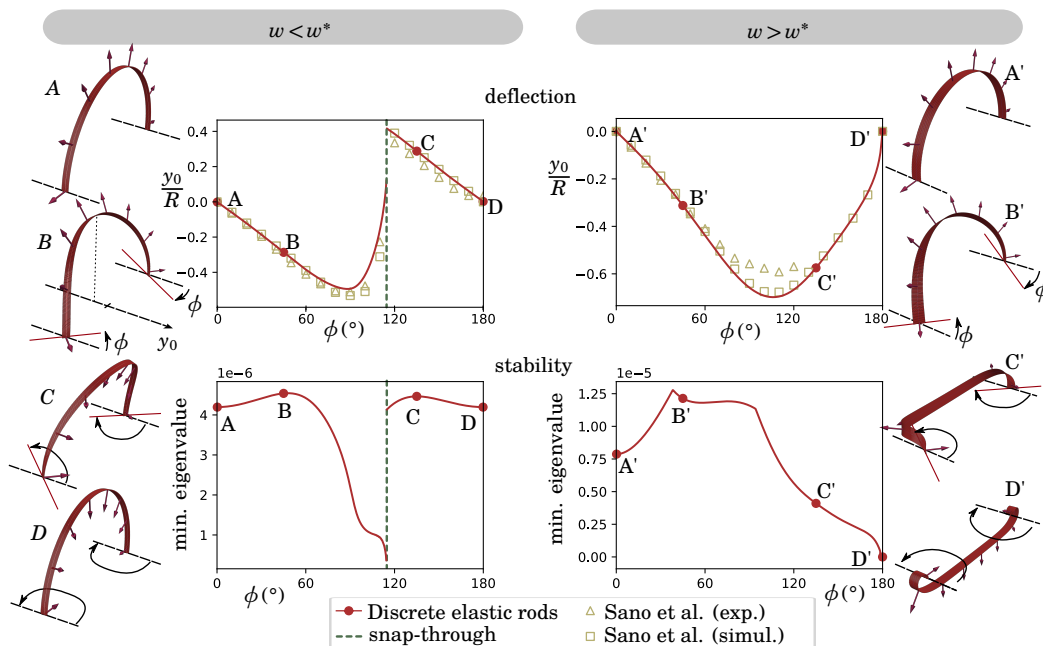 w < w*
w > w*
deflection
A
B
ϕ
ϕ
y₀
y₀/R
0.4
0.2
0.0
−0.2
−0.4
A
B
C
D
0
60
120
180
ϕ(°)
y₀/R
0.0
−0.2
−0.4
−0.6
A'
B'
C'
D'
0
60
120
180
ϕ(°)
A'
B'
ϕ
ϕ
stability
C
D
min. eigenvalue
1e−6
4
3
2
1
A
B
C
D
0
60
120
180
ϕ(°)
min. eigenvalue
1e−5
1.25
1.00
0.75
0.50
0.25
0.00
A'
B'
C'
D'
0
60
120
180
ϕ(°)
C'
D'
Discrete elastic rods
snap-through
Sano et al. (exp.)
Sano et al. (simul.)